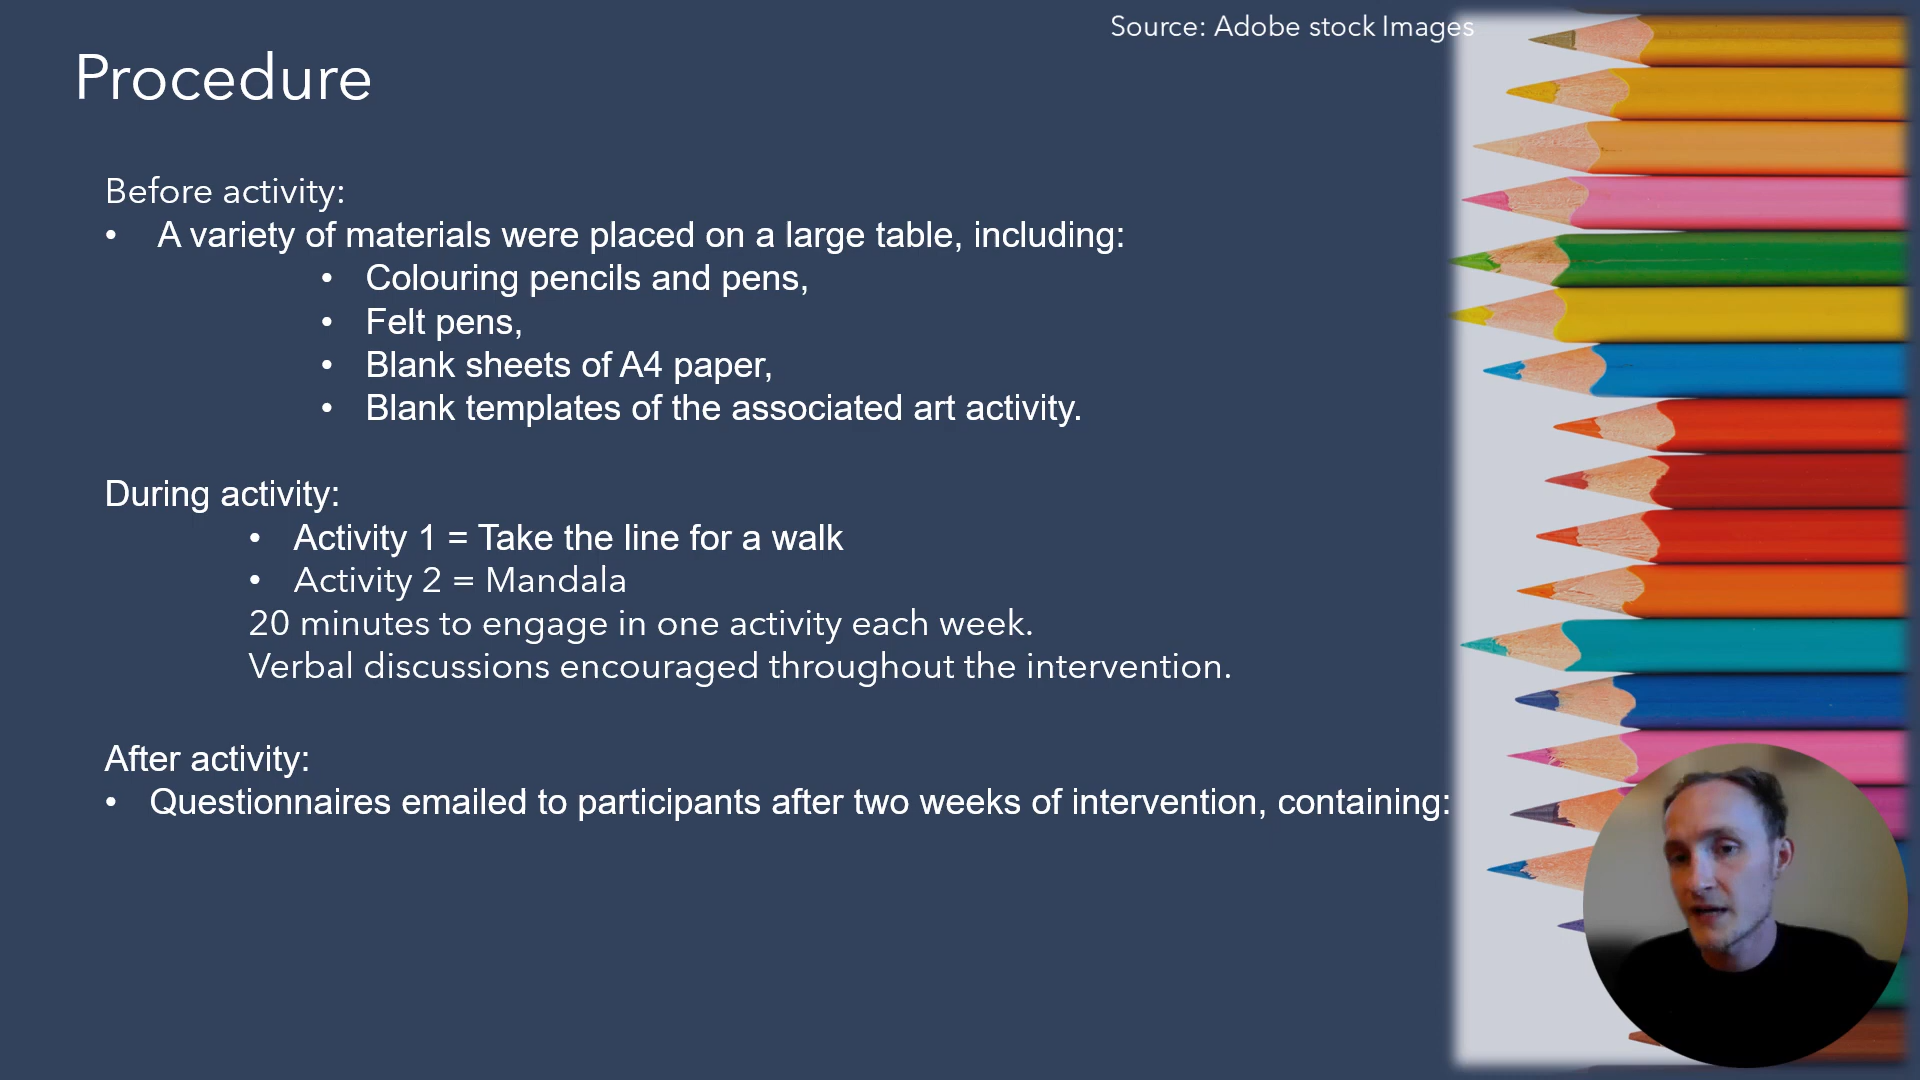 Source: Adobe stock Images
Procedure
Before activity:
• A variety of materials were placed on a large table, including:
• Colouring pencils and pens,
• Felt pens,
• Blank sheets of A4 paper,
• Blank templates of the associated art activity.
During activity:
• Activity 1 = Take the line for a walk
• Activity 2 = Mandala
20 minutes to engage in one activity each week.
Verbal discussions encouraged throughout the intervention.
After activity:
• Questionnaires emailed to participants after two weeks of intervention, containing: